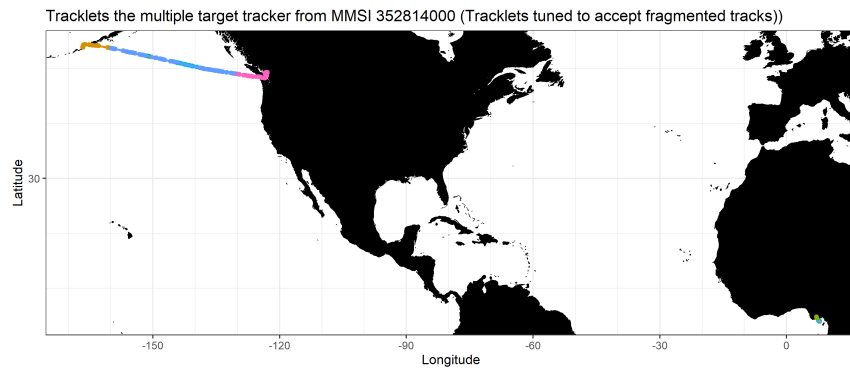 Tracklets the multiple target tracker from MMSI 352814000 (Tracklets tuned to accept fragmented tracks))
Latitude
30
-150 -120 -90 -60 -30 0
Longitude